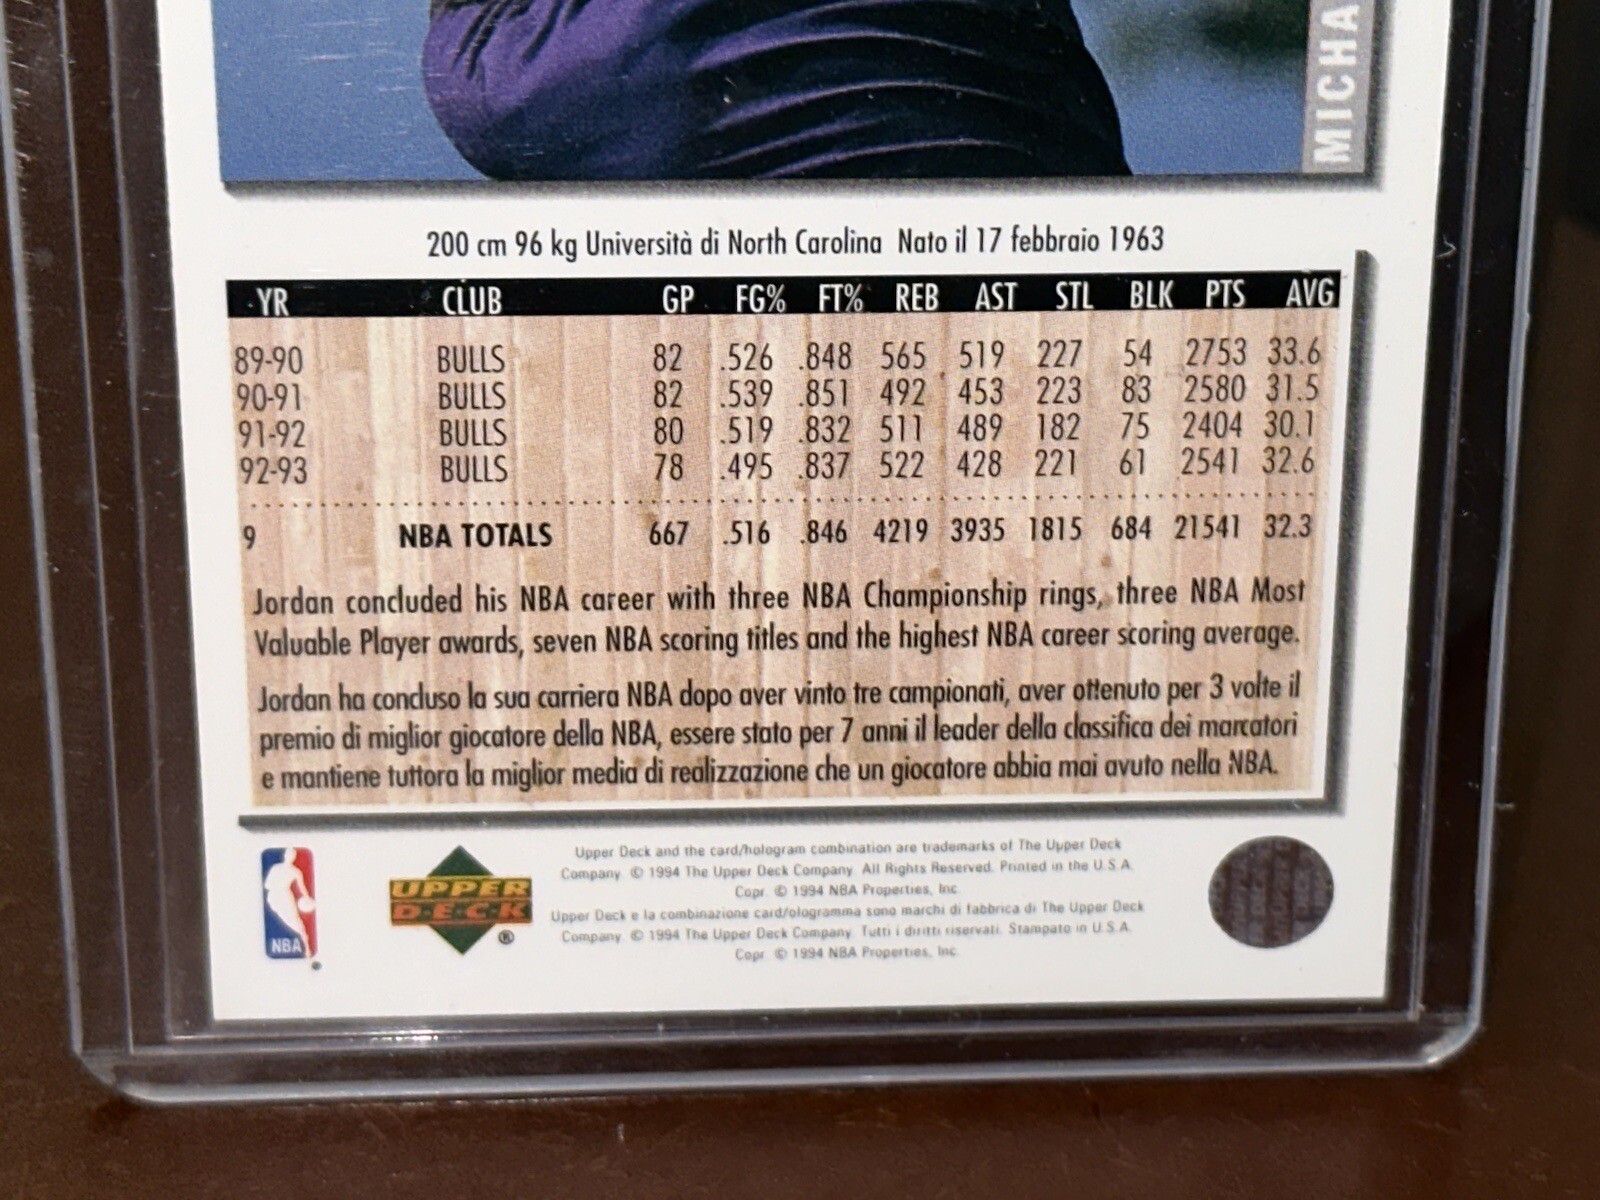 MICHA
200 cm 96 kg Università di North Carolina Nato il 17 febbraio 1963
YR CLUB GP FG% FT% REB AST STL BLK PTS AVG
89-90 BULLS 82 .526 .848 565 519 227 54 2753 33.6
90-91 BULLS 82 .539 .851 492 453 223 83 2580 31.5
91-92 BULLS 80 .519 .832 511 489 182 75 2404 30.1
92-93 BULLS 78 .495 .837 522 428 221 61 2541 32.6
9 NBA TOTALS 667 .516 .846 4219 3935 1815 684 21541 32.3
Jordan concluded his NBA career with three NBA Championship rings, three NBA Most
Valuable Player awards, seven NBA scoring titles and the highest NBA career scoring average.
Jordan ha concluso la sua carriera NBA dopo aver vinto tre campionati, aver ottenuto per 3 volte il
premio di miglior giocatore della NBA, essere stato per 7 anni il leader della classifica dei marcatori
e mantiene tuttora la miglior media di realizzazione che un giocatore abbia mai avuto nella NBA.
NBA
UPPER
D·E·C·K
®
Upper Deck and the card/hologram combination are trademarks of The Upper Deck
Company. © 1994 The Upper Deck Company. All Rights Reserved. Printed in the U.S.A.
Copr. © 1994 NBA Properties, Inc.
Upper Deck e la combinazione card/ologramma sono marchi di fabbrica di The Upper Deck
Company. © 1994 The Upper Deck Company. Tutti i diritti riservati. Stampato in U.S.A.
Copr. © 1994 NBA Properties, Inc.